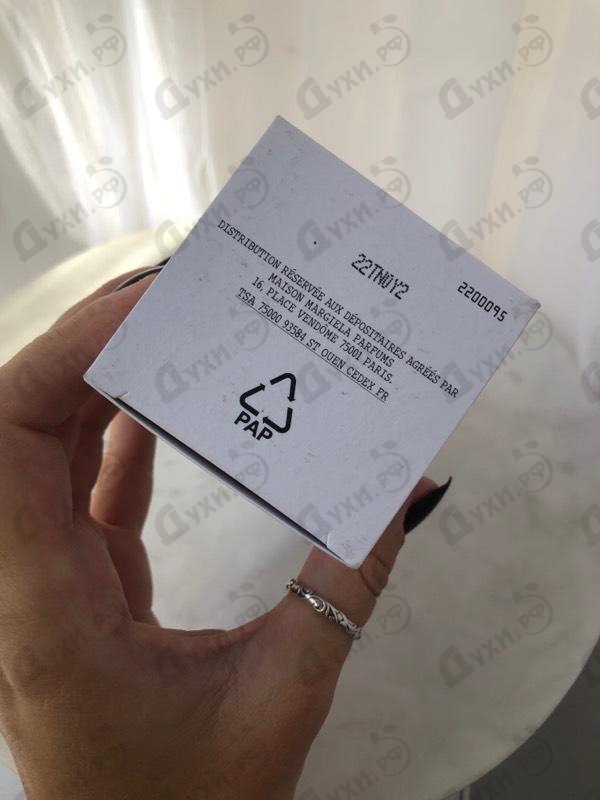 22TN0Y2
2200095
DISTRIBUTION RÉSERVÉE AUX DÉPOSITAIRES AGRÉÉS PAR
MAISON MARGIELA PARFUMS
16, PLACE VENDÔME 75001 PARIS.
TSA 75000 93584 ST OUEN CEDEX FR
PAP
Духи.РФ